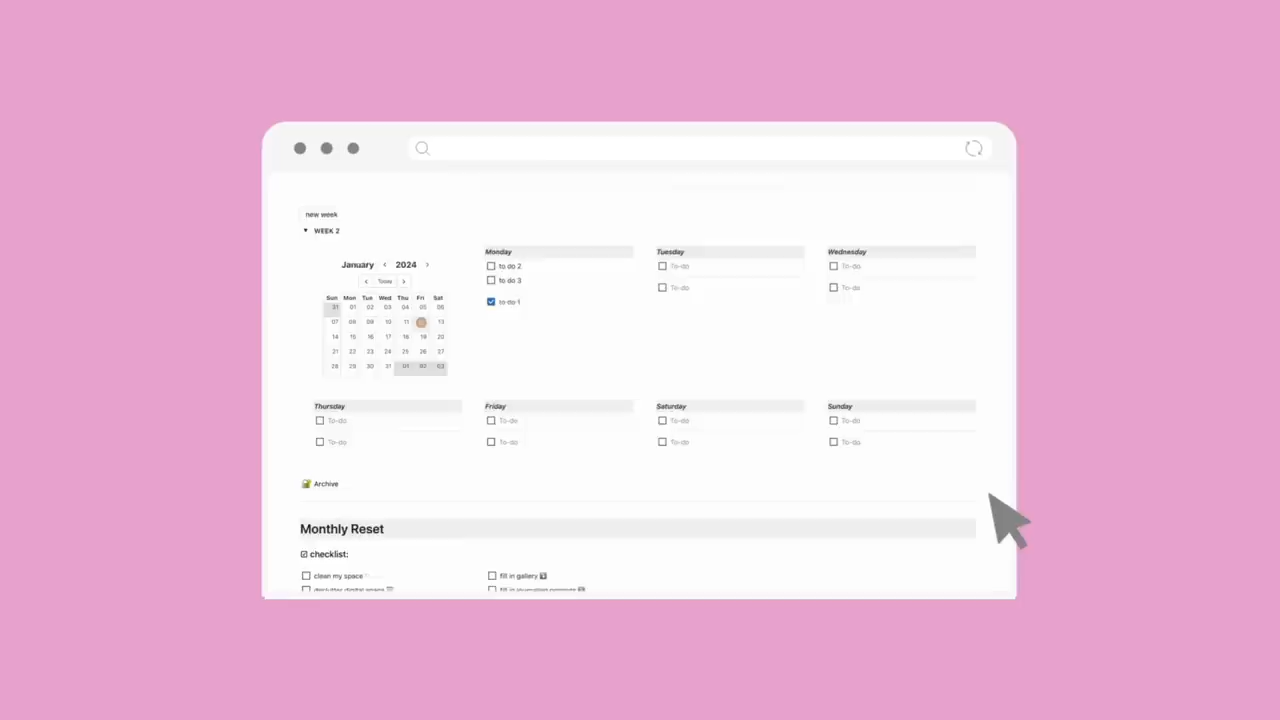 new week
WEEK 2
January 2024
Today
Sun Mon Tue Wed Thu Fri Sat
31 01 02 03 04 05 06
07 08 09 10 11 13
14 15 16 17 18 19 20
21 22 23 24 25 26 27
28 29 30 31 01 02 03
Monday
to do 2
to do 3
to do 1
Tuesday
To-do
To-do
Wednesday
To-do
To-do
Thursday
To-do
To-do
Friday
To-do
To-do
Saturday
To-do
To-do
Sunday
To-do
To-do
Archive
Monthly Reset
checklist:
clean my space
fill in gallery
declutter digital space
fill in